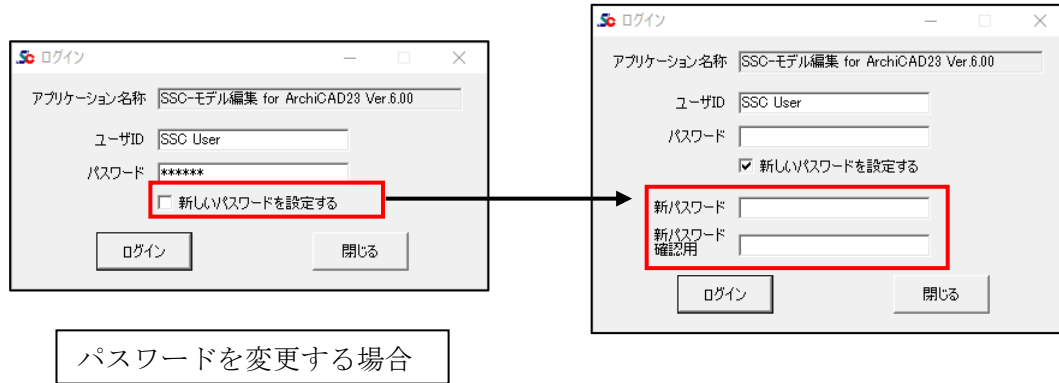 Sc ログイン
アプリケーション名称 SSC-モデル編集 for ArchiCAD23 Ver.6.00
ユーザID SSC User
パスワード ******
新しいパスワードを設定する
ログイン 閉じる
パスワードを変更する場合
Sc ログイン
アプリケーション名称 SSC-モデル編集 for ArchiCAD23 Ver.6.00
ユーザID SSC User
パスワード
新しいパスワードを設定する
新パスワード
新パスワード
確認用
ログイン 閉じる